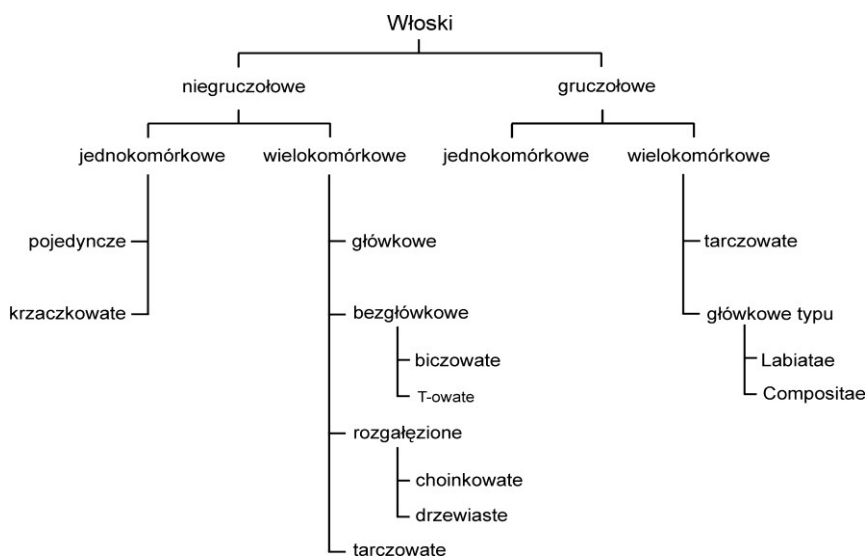 Włoski
niegruczołowe
gruczołowe
jednokomórkowe
wielokomórkowe
jednokomórkowe
wielokomórkowe
pojedyncze
krzaczkowate
główkowe
bezgłówkowe
biczowate
T-owate
rozgałęzione
choinkowate
drzewiaste
tarczowate
tarczowate
główkowe typu
Labiatae
Compositae